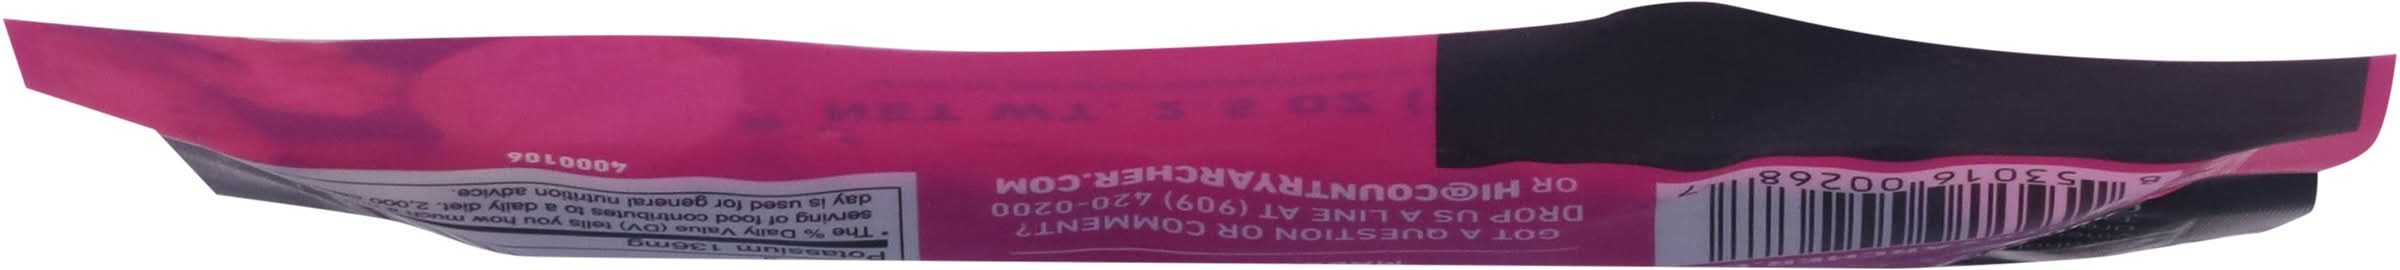 8 53016 00268 7
GOT A QUESTION OR COMMENT?
DROP US A LINE AT (909) 420-0200
OR HI@COUNTRYARCHER.COM
Potassium 136mg
* The % Daily Value (DV) tells you how much
serving of food contributes to a daily diet. 2,000
day is used for general nutrition advice.
4000106
NET WT. 2.5 OZ (